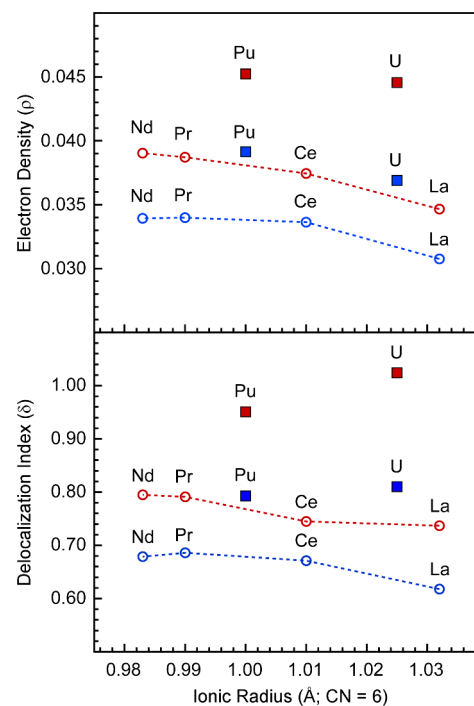 Electron Density (ρ)
0.045
0.040
0.035
0.030
Pu
U
Nd
Pr
Pu
Ce
U
La
Nd
Pr
Ce
La
Delocalization Index (δ)
1.00
0.90
0.80
0.70
0.60
U
Pu
Nd
Pr
Pu
U
Ce
La
Nd
Pr
Ce
La
0.98 0.99 1.00 1.01 1.02 1.03
Ionic Radius (Å; CN = 6)